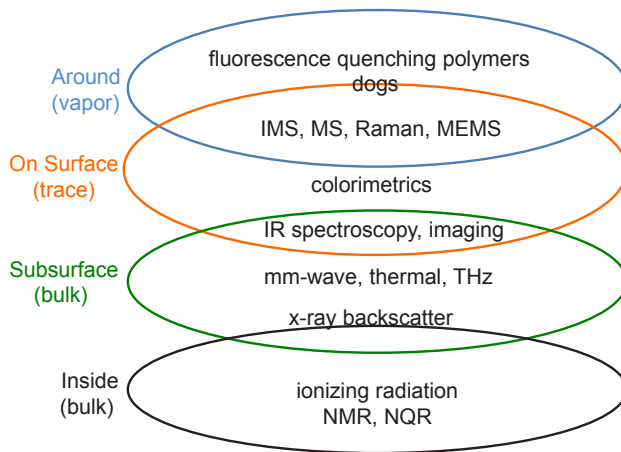 Around
(vapor)
fluorescence quenching polymers
dogs
IMS, MS, Raman, MEMS
On Surface
(trace)
colorimetrics
IR spectroscopy, imaging
Subsurface
(bulk)
mm-wave, thermal, THz
x-ray backscatter
Inside
(bulk)
ionizing radiation
NMR, NQR